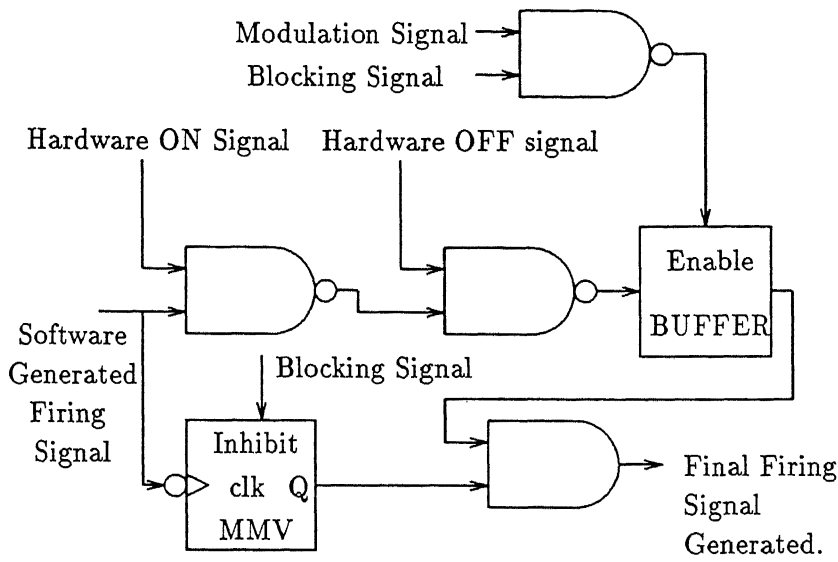 Modulation Signal
Blocking Signal
Hardware ON Signal
Hardware OFF signal
Enable
BUFFER
Software
Generated
Firing
Signal
Blocking Signal
Inhibit
clk Q
MMV
Final Firing
Signal
Generated.